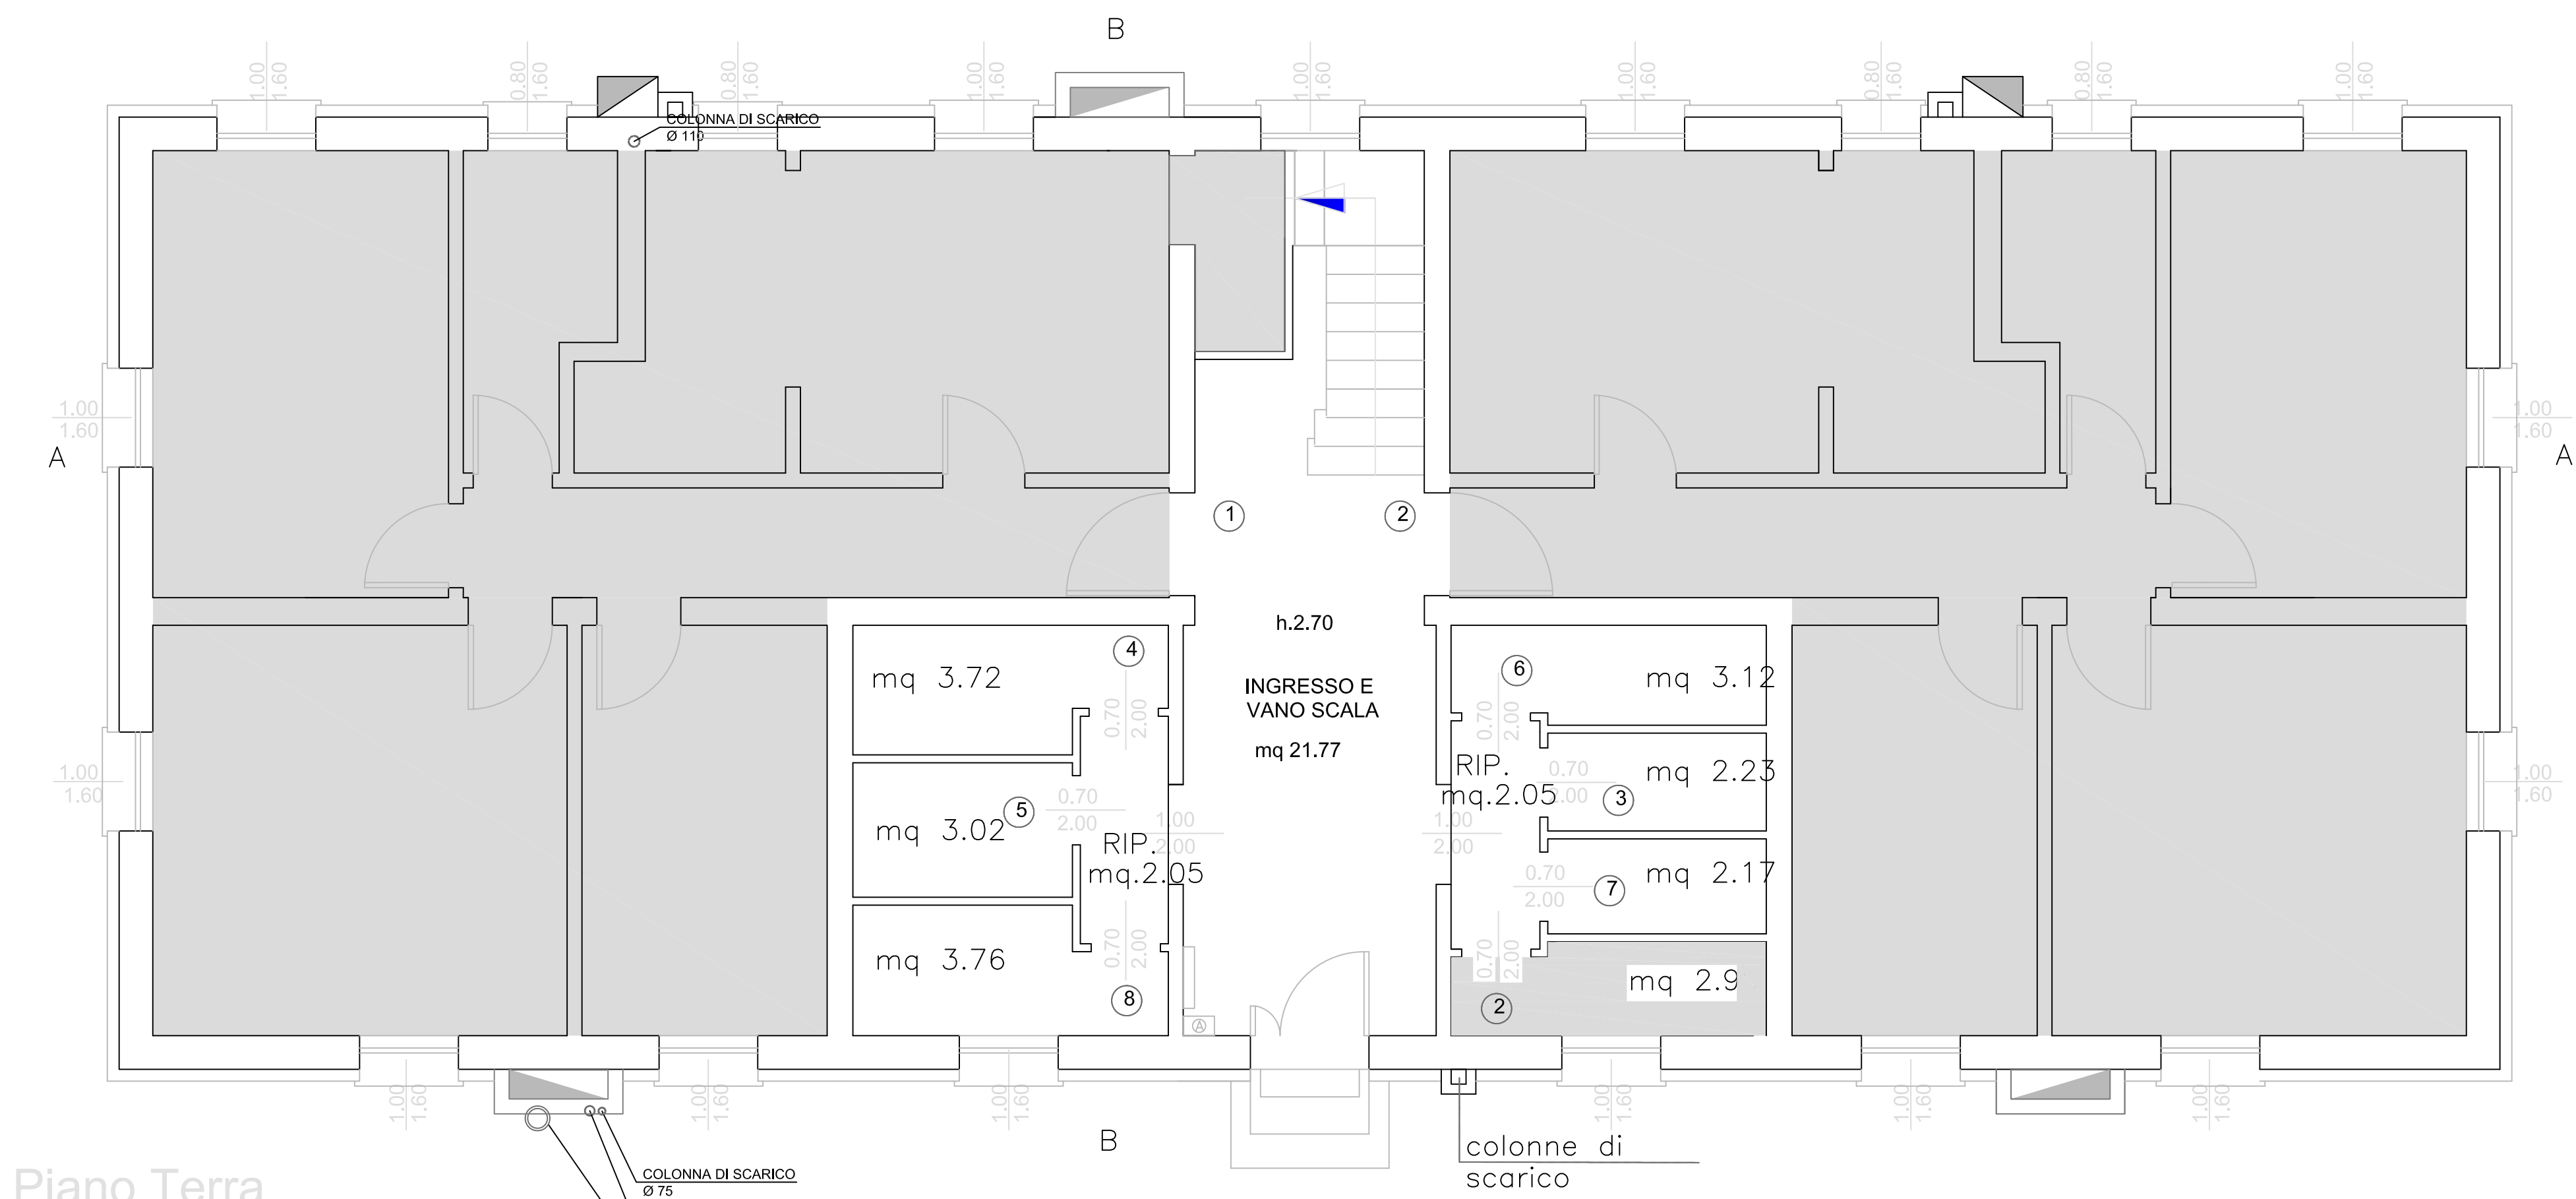 B
1.00
1.60
0.80
1.60
0.80
1.60
1.00
1.60
1.00
1.60
1.00
1.60
0.80
1.60
0.80
1.60
1.00
1.60
COLONNA DI SCARICO
Ø 110
1.00
1.60
1.00
1.60
A
A
1
2
h.2.70
INGRESSO E
VANO SCALA
mq 21.77
4
mq 3.72
0.70
2.00
5
mq 3.02
0.70
2.00
RIP.
mq.2.05
1.00
2.00
mq 3.76
0.70
2.00
8
A
6
mq 3.12
0.70
2.00
RIP.
mq.2.05
0.70
2.00
mq 2.23
3
1.00
2.00
mq 2.17
0.70
2.00
7
0.70
2.00
mq 2.9
2
1.00
1.60
1.00
1.60
1.00
1.60
1.00
1.60
1.00
1.60
1.00
1.60
1.00
1.60
1.00
1.60
B
colonne di
scarico
COLONNA DI SCARICO
Ø 75
Piano Terra